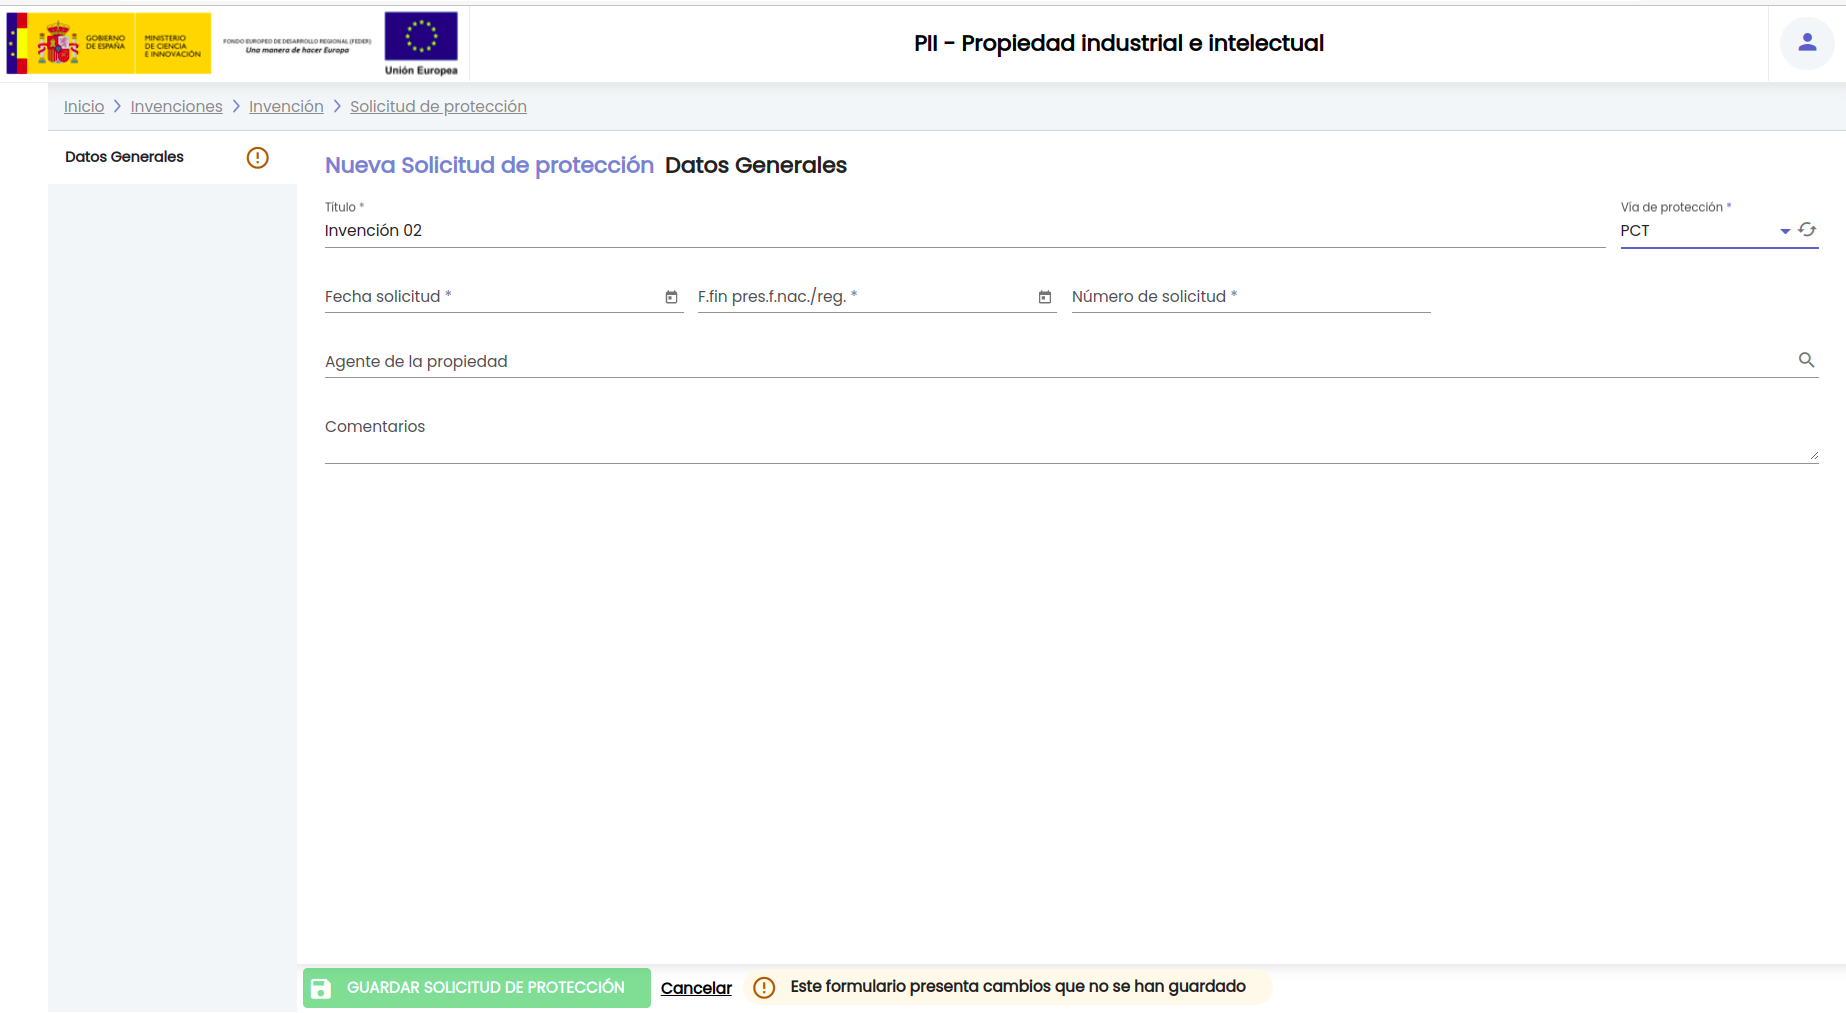 GOBIERNO
DE ESPAÑA
MINISTERIO
DE CIENCIA
E INNOVACIÓN
FONDO EUROPEO DE DESARROLLO REGIONAL (FEDER)
Una manera de hacer Europa
Unión Europea
PII - Propiedad industrial e intelectual
Inicio > Invenciones > Invención > Solicitud de protección
Datos Generales
Nueva Solicitud de protección Datos Generales
Título *
Invención 02
Vía de protección *
PCT
Fecha solicitud *
F.fin pres.f.nac./reg. *
Número de solicitud *
Agente de la propiedad
Comentarios
GUARDAR SOLICITUD DE PROTECCIÓN
Cancelar
Este formulario presenta cambios que no se han guardado